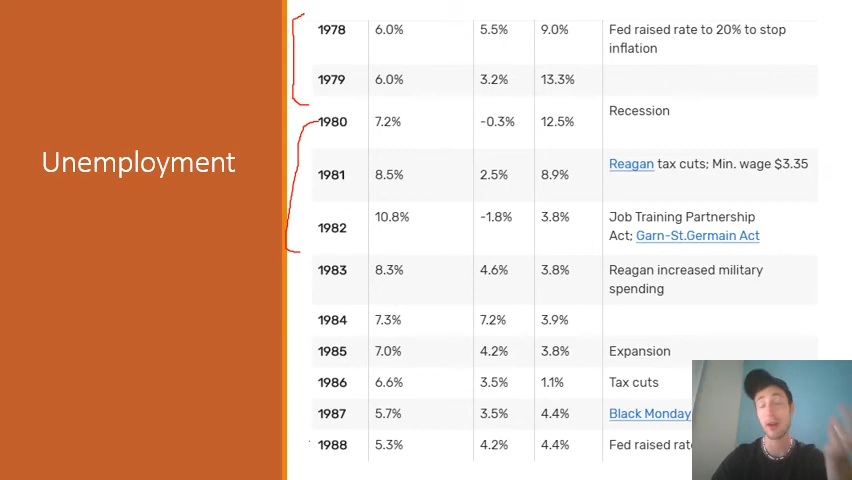 Unemployment
1978 6.0% 5.5% 9.0% Fed raised rate to 20% to stop
inflation
1979 6.0% 3.2% 13.3%
1980 7.2% -0.3% 12.5% Recession
1981 8.5% 2.5% 8.9% Reagan tax cuts; Min. wage $3.35
1982 10.8% -1.8% 3.8% Job Training Partnership
Act; Garn-St.Germain Act
1983 8.3% 4.6% 3.8% Reagan increased military
spending
1984 7.3% 7.2% 3.9%
1985 7.0% 4.2% 3.8% Expansion
1986 6.6% 3.5% 1.1% Tax cuts
1987 5.7% 3.5% 4.4% Black Monday
1988 5.3% 4.2% 4.4% Fed raised rate